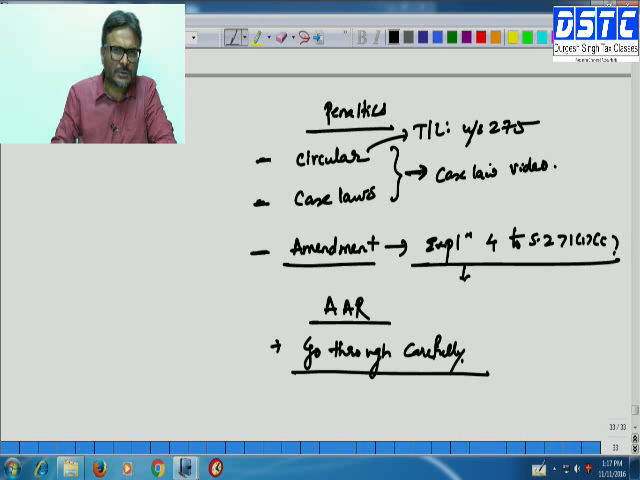 DSTC
Durgesh Singh Tax Classes
Penalties
- Circular → T/L: u/s 275
- Case laws } → Case law video.
- Amendment → Expl" 4 to S.271(1)(c)
AAR
→ Go through Carefully.
33 / 33
33
1:17 PM
11/11/2016